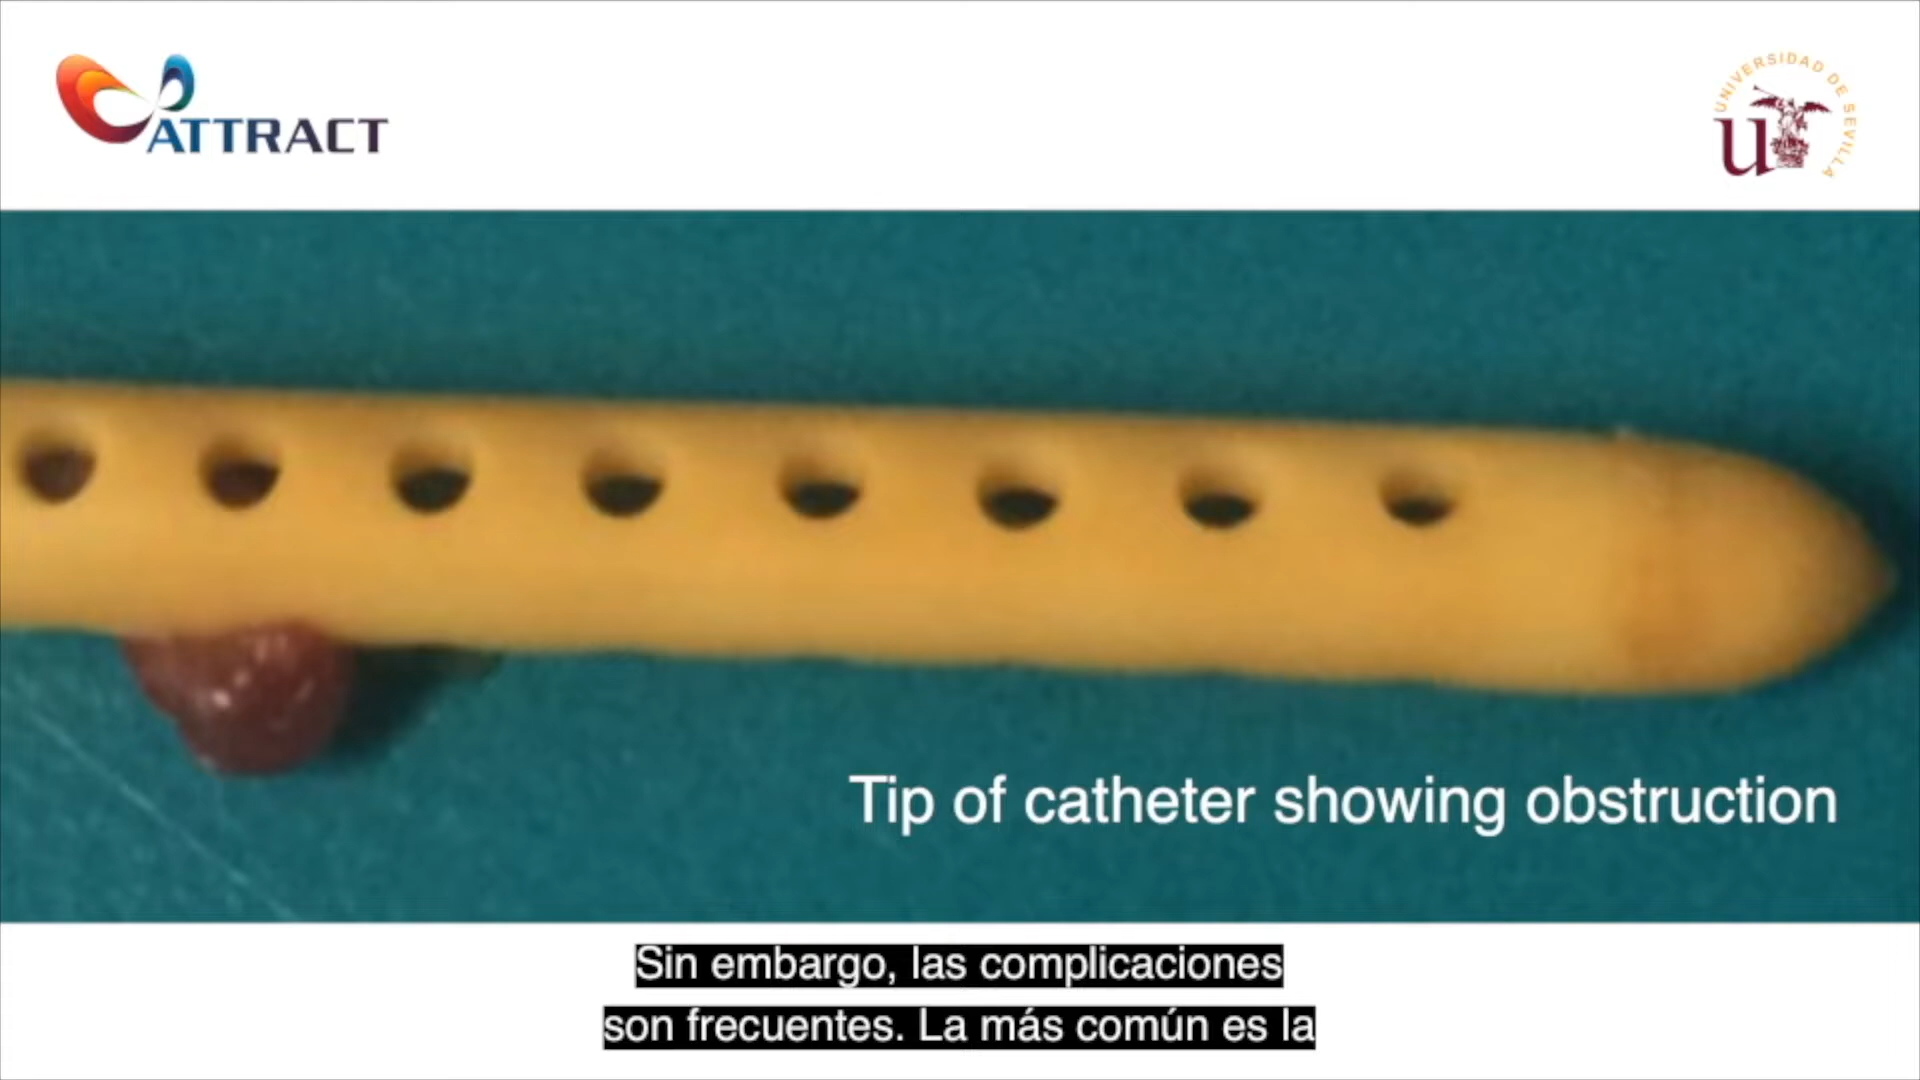 ATTRACT
UNIVERSIDAD DE SEVILLA
Tip of catheter showing obstruction
Sin embargo, las complicaciones
son frecuentes. La más común es la